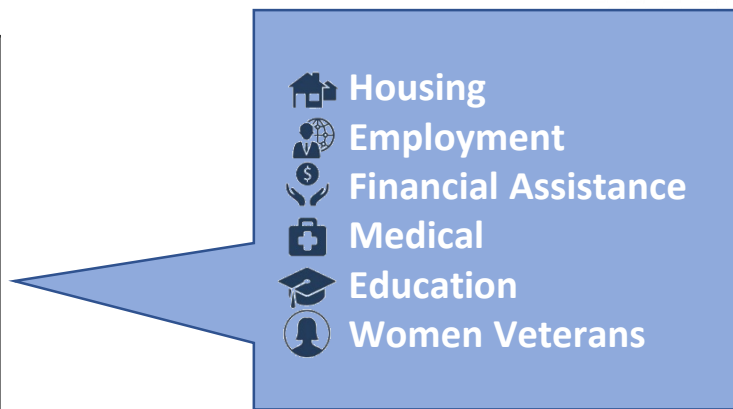 Housing
Employment
Financial Assistance
Medical
Education
Women Veterans